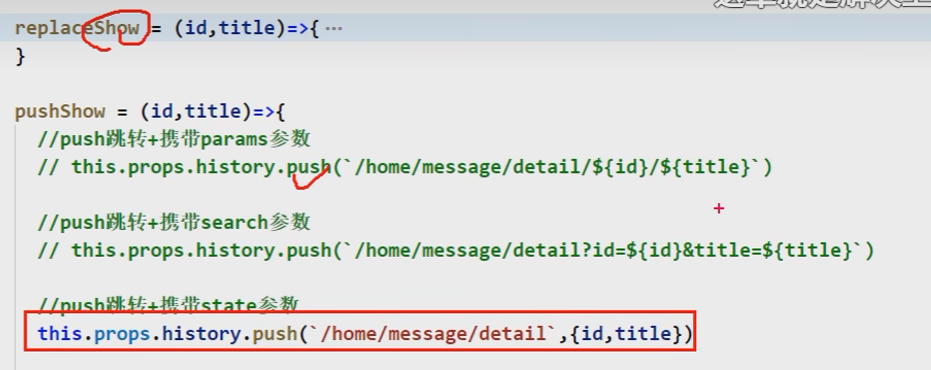 replaceShow = (id,title)=>{ ...
}
pushShow = (id,title)=>{
//push跳转+携带params参数
// this.props.history.push(`/home/message/detail/${id}/${title}`)
//push跳转+携带search参数
// this.props.history.push(`/home/message/detail?id=${id}&title=${title}`)
//push跳转+携带state参数
this.props.history.push(`/home/message/detail`,{id,title})